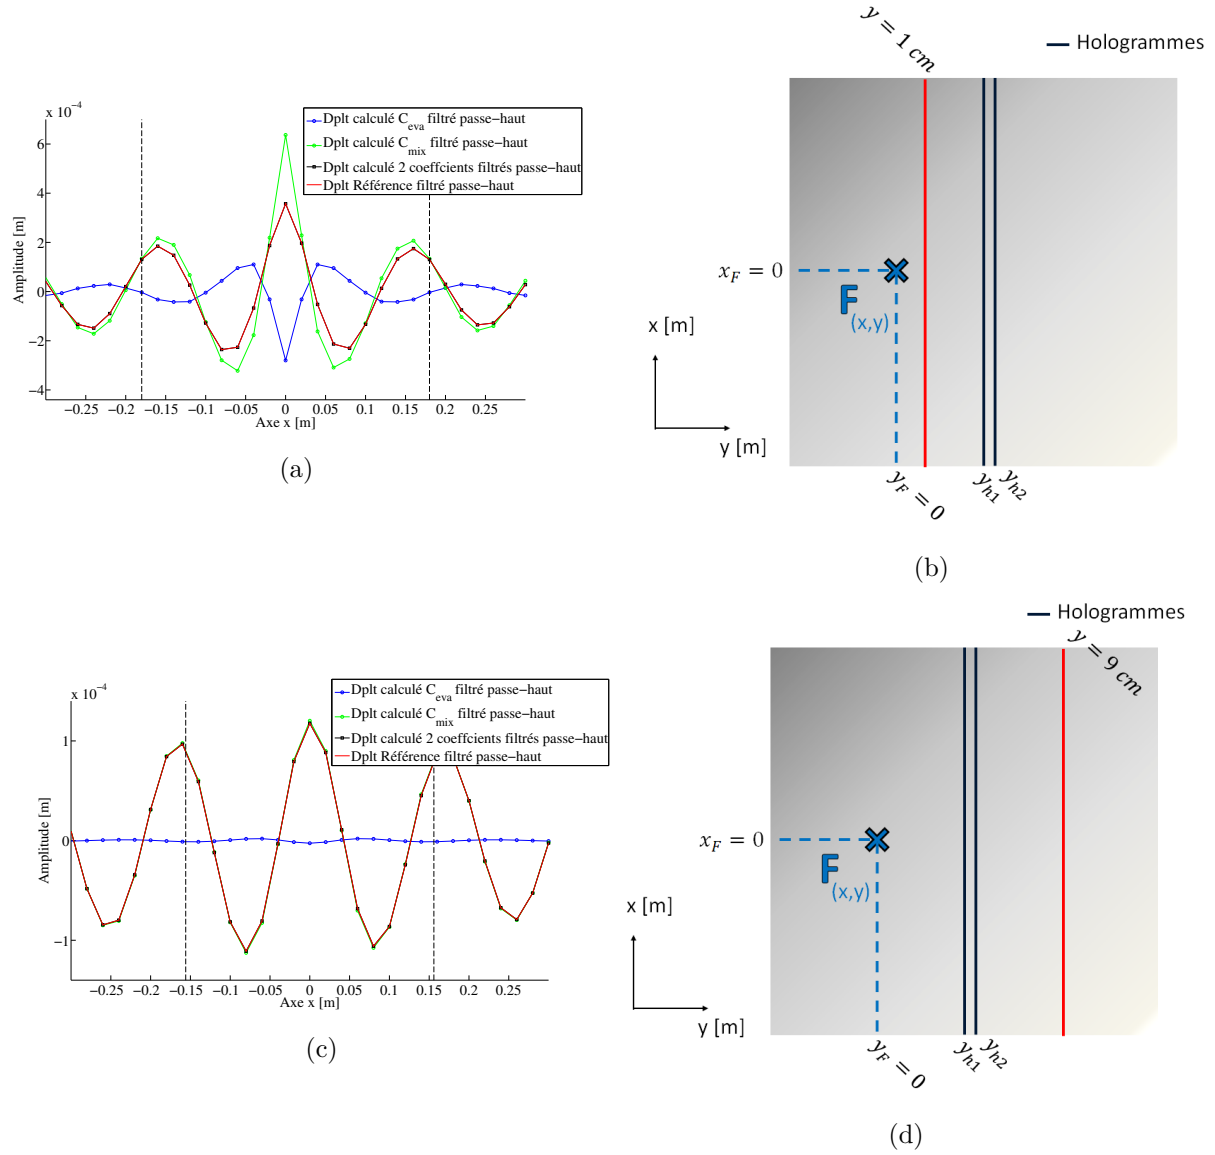 x 10⁻⁴
Dplt calculé C_eva filtré passe−haut
Dplt calculé C_mix filtré passe−haut
Dplt calculé 2 coeffcients filtrés passe−haut
Dplt Référence filtré passe−haut
6
4
2
0
−2
−4
Amplitude [m]
−0.25 −0.2 −0.15 −0.1 −0.05 0 0.05 0.1 0.15 0.2 0.25
Axe x [m]
(a)
y = 1 cm
Hologrammes
x_F = 0
F(x,y)
x [m]
y [m]
y_F = 0
y_h1
y_h2
(b)
x 10⁻⁴
Dplt calculé C_eva filtré passe−haut
Dplt calculé C_mix filtré passe−haut
Dplt calculé 2 coeffcients filtrés passe−haut
Dplt Référence filtré passe−haut
1
0
−1
Amplitude [m]
−0.25 −0.2 −0.15 −0.1 −0.05 0 0.05 0.1 0.15 0.2 0.25
Axe x [m]
(c)
Hologrammes
y = 9 cm
x_F = 0
F(x,y)
x [m]
y [m]
y_F = 0
y_h1
y_h2
(d)